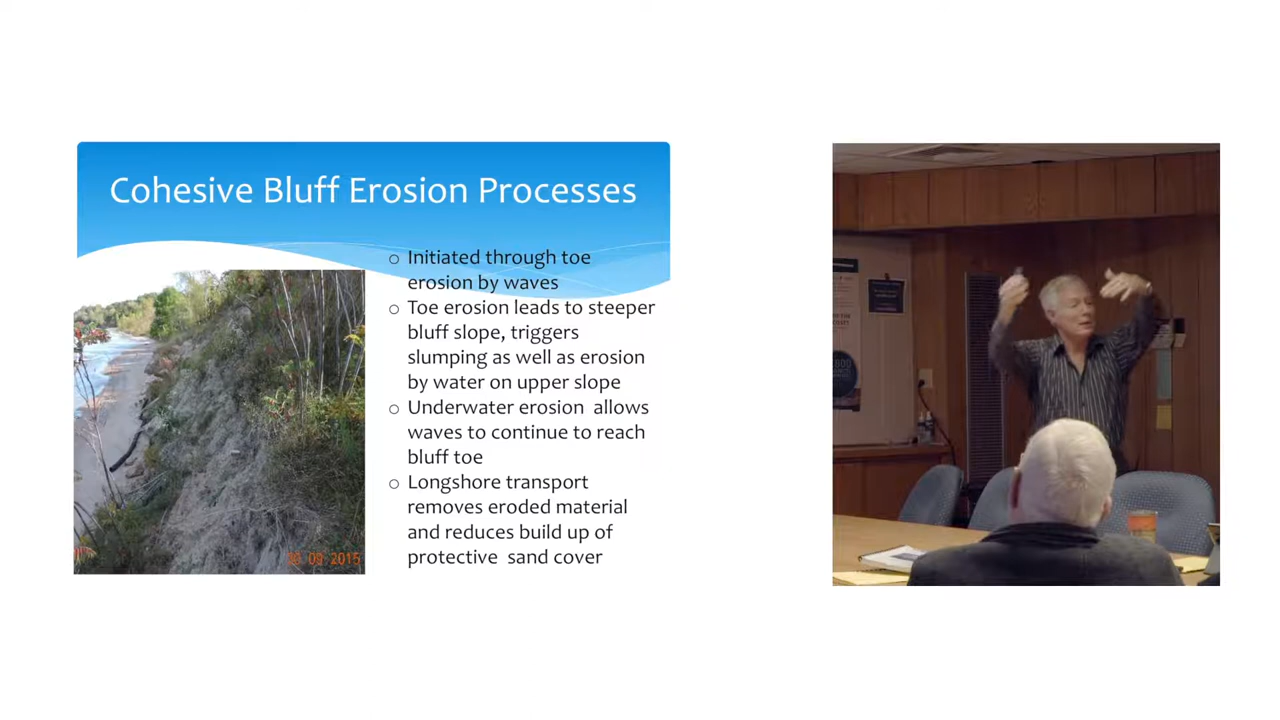 Cohesive Bluff Erosion Processes
o Initiated through toe
erosion by waves
o Toe erosion leads to steeper
bluff slope, triggers
slumping as well as erosion
by water on upper slope
o Underwater erosion allows
waves to continue to reach
bluff toe
o Longshore transport
removes eroded material
and reduces build up of
protective sand cover
09 2015